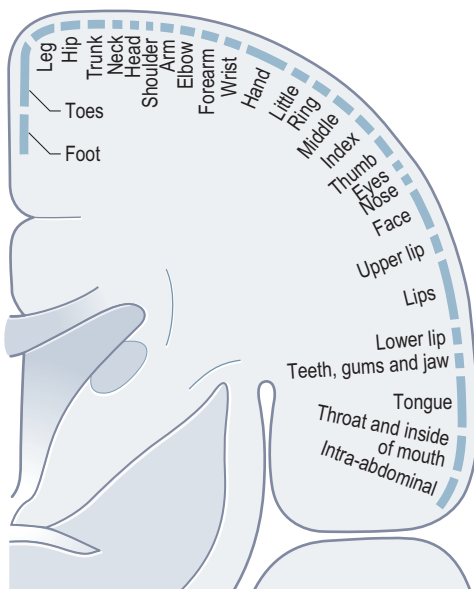 Leg
Hip
Trunk
Neck
Head
Shoulder
Arm
Elbow
Forearm
Wrist
Hand
Little
Ring
Middle
Index
Thumb
Eyes
Nose
Face
Upper lip
Lips
Lower lip
Teeth, gums and jaw
Tongue
Throat and inside
of mouth
Intra-abdominal
Toes
Foot